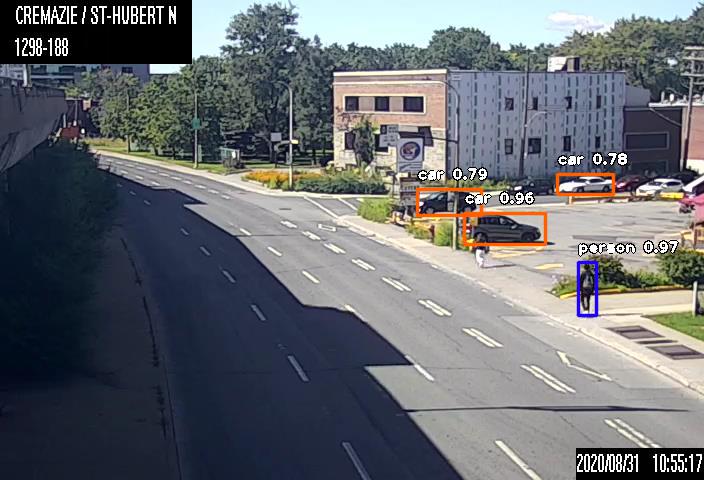 CREMAZIE / ST-HUBERT N
1298-188
car 0.78
car 0.79
car 0.96
person 0.97
2020/08/31 10:55:17